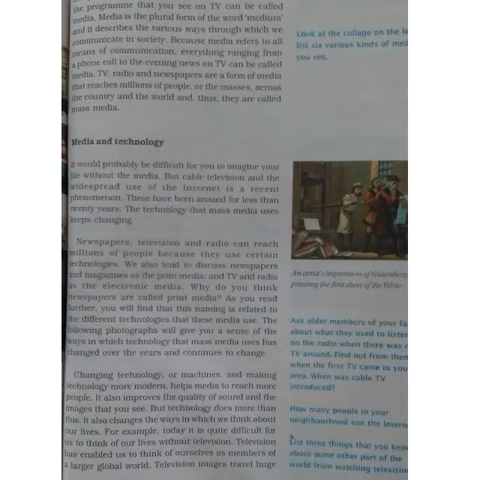 the programme that you see on TV can be called
media. Media is the plural form of the word 'medium'
and it describes the various ways through which we
communicate in society. Because media refers to all
means of communication, everything ranging from
a phone call to the evening news on TV can be called
media. TV, radio and newspapers are a form of media
that reaches millions of people, or the masses, across
the country and the world and, thus, they are called
mass media.
Media and technology
It would probably be difficult for you to imagine your
life without the media. But cable television and the
widespread use of the Internet is a recent
phenomenon. These have been around for less than
twenty years. The technology that mass media uses
keeps changing.
Newspapers, television and radio can reach
millions of people because they use certain
technologies. We also tend to discuss newspapers
and magazines as the print media, and TV and radio
as the electronic media. Why do you think
newspapers are called print media? As you read
further, you will find that this naming is related to
the different technologies that these media use. The
following photographs will give you a sense of the
ways in which technology that mass media uses has
changed over the years and continues to change.
Changing technology, or machines, and making
technology more modern, helps media to reach more
people. It also improves the quality of sound and the
images that you see. But technology does more than
this. It also changes the ways in which we think about
our lives. For example, today it is quite difficult for
us to think of our lives without television. Television
has enabled us to think of ourselves as members of
a larger global world. Television images travel huge
Look at the collage on the le
list six various kinds of med
you see.
An artist's impression of Gutenberg
printing the first sheet of the Bible.
Ask older members of your fa
about what they used to listen
on the radio when there was n
TV around. Find out from them
when the first TV came to you
area. When was cable TV
introduced?
How many people in your
neighbourhood use the Intern
List three things that you know
about some other part of the
world from watching television